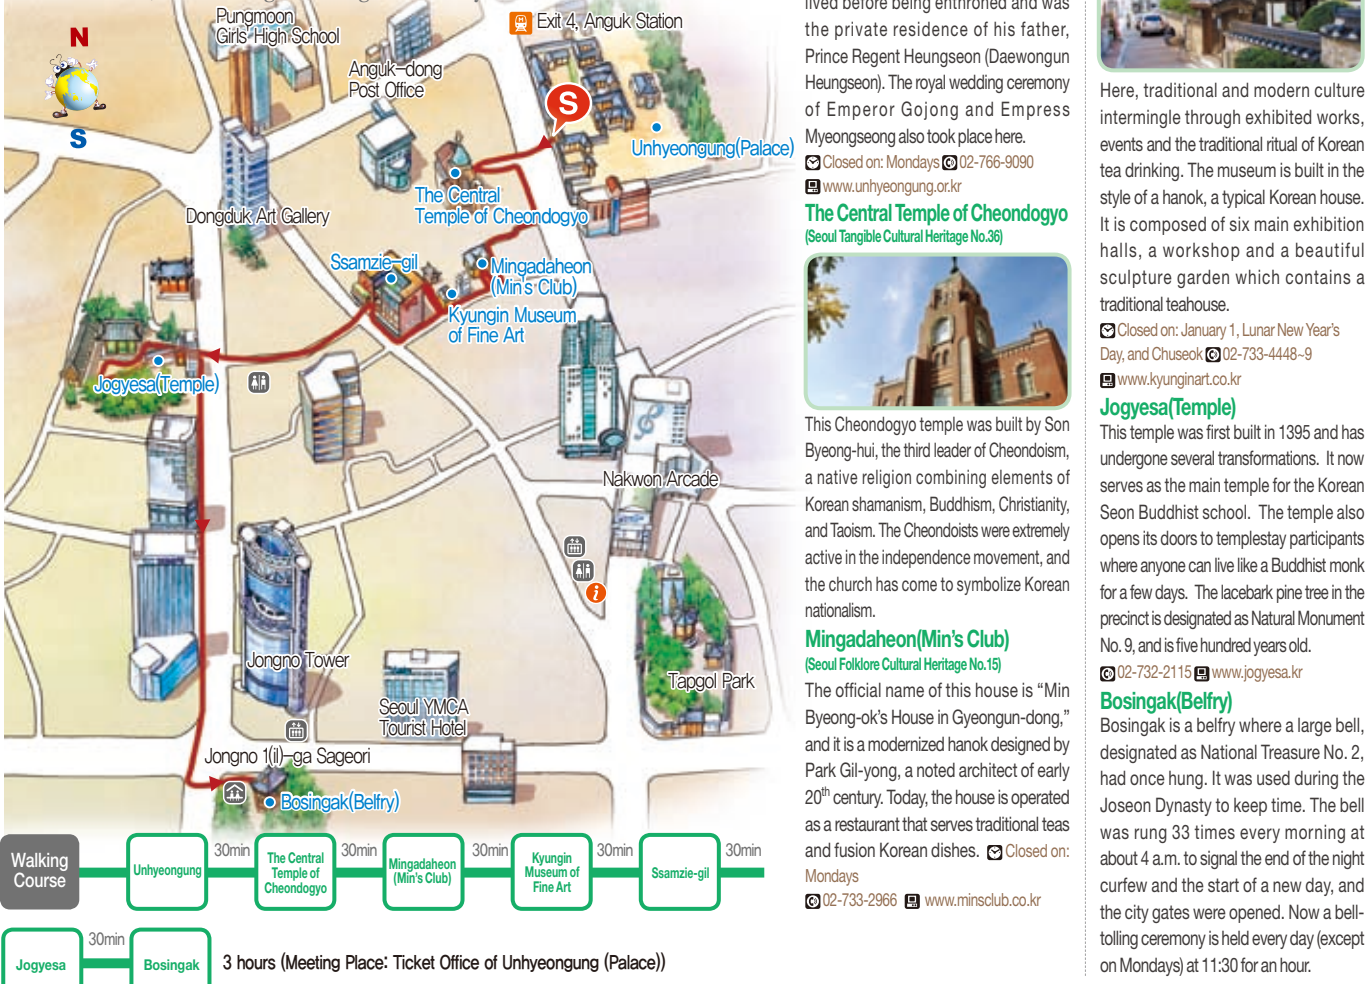 Pungmoon
Girls' High School
Exit 4, Anguk Station
N
Anguk-dong
Post Office
S
S
Unhyeongung(Palace)
The Central
Temple of Cheondogyo
Dongduk Art Gallery
Ssamzie-gil
Mingadaheon
(Min's Club)
Kyungin Museum
of Fine Art
Jogyesa(Temple)
Nakwon Arcade
i
Jongno Tower
Tapgol Park
Seoul YMCA
Tourist Hotel
Jongno 1(il)-ga Sageori
Bosingak(Belfry)
Walking
Course
Unhyeongung
30min
The Central
Temple of
Cheondogyo
30min
Mingadaheon
(Min's Club)
30min
Kyungin
Museum of
Fine Art
30min
Ssamzie-gil
30min
Jogyesa
30min
Bosingak
3 hours (Meeting Place: Ticket Office of Unhyeongung (Palace))
lived before being enthroned and was
the private residence of his father,
Prince Regent Heungseon (Daewongun
Heungseon). The royal wedding ceremony
of Emperor Gojong and Empress
Myeongseong also took place here.
Closed on: Mondays 02-766-9090
www.unhyeongung.or.kr
The Central Temple of Cheondogyo
(Seoul Tangible Cultural Heritage No.36)
This Cheondogyo temple was built by Son
Byeong-hui, the third leader of Cheondoism,
a native religion combining elements of
Korean shamanism, Buddhism, Christianity,
and Taoism. The Cheondoists were extremely
active in the independence movement, and
the church has come to symbolize Korean
nationalism.
Mingadaheon(Min's Club)
(Seoul Folklore Cultural Heritage No.15)
The official name of this house is “Min
Byeong-ok's House in Gyeongun-dong,”
and it is a modernized hanok designed by
Park Gil-yong, a noted architect of early
20th century. Today, the house is operated
as a restaurant that serves traditional teas
and fusion Korean dishes. Closed on:
Mondays
02-733-2966 www.minsclub.co.kr
Here, traditional and modern culture
intermingle through exhibited works,
events and the traditional ritual of Korean
tea drinking. The museum is built in the
style of a hanok, a typical Korean house.
It is composed of six main exhibition
halls, a workshop and a beautiful
sculpture garden which contains a
traditional teahouse.
Closed on: January 1, Lunar New Year's
Day, and Chuseok 02-733-4448~9
www.kyunginart.co.kr
Jogyesa(Temple)
This temple was first built in 1395 and has
undergone several transformations. It now
serves as the main temple for the Korean
Seon Buddhist school. The temple also
opens its doors to templestay participants
where anyone can live like a Buddhist monk
for a few days. The lacebark pine tree in the
precinct is designated as Natural Monument
No. 9, and is five hundred years old.
02-732-2115 www.jogyesa.kr
Bosingak(Belfry)
Bosingak is a belfry where a large bell,
designated as National Treasure No. 2,
had once hung. It was used during the
Joseon Dynasty to keep time. The bell
was rung 33 times every morning at
about 4 a.m. to signal the end of the night
curfew and the start of a new day, and
the city gates were opened. Now a bell-
tolling ceremony is held every day (except
on Mondays) at 11:30 for an hour.